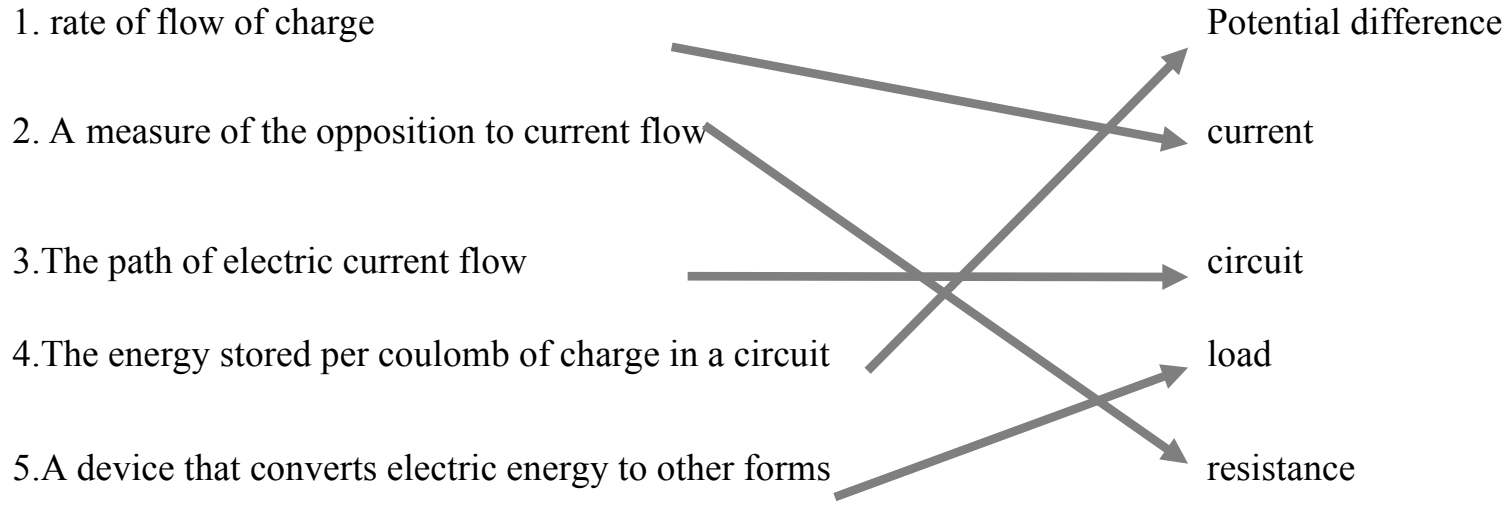 1. rate of flow of charge Potential difference
2. A measure of the opposition to current flow current
3.The path of electric current flow circuit
4.The energy stored per coulomb of charge in a circuit load
5.A device that converts electric energy to other forms resistance